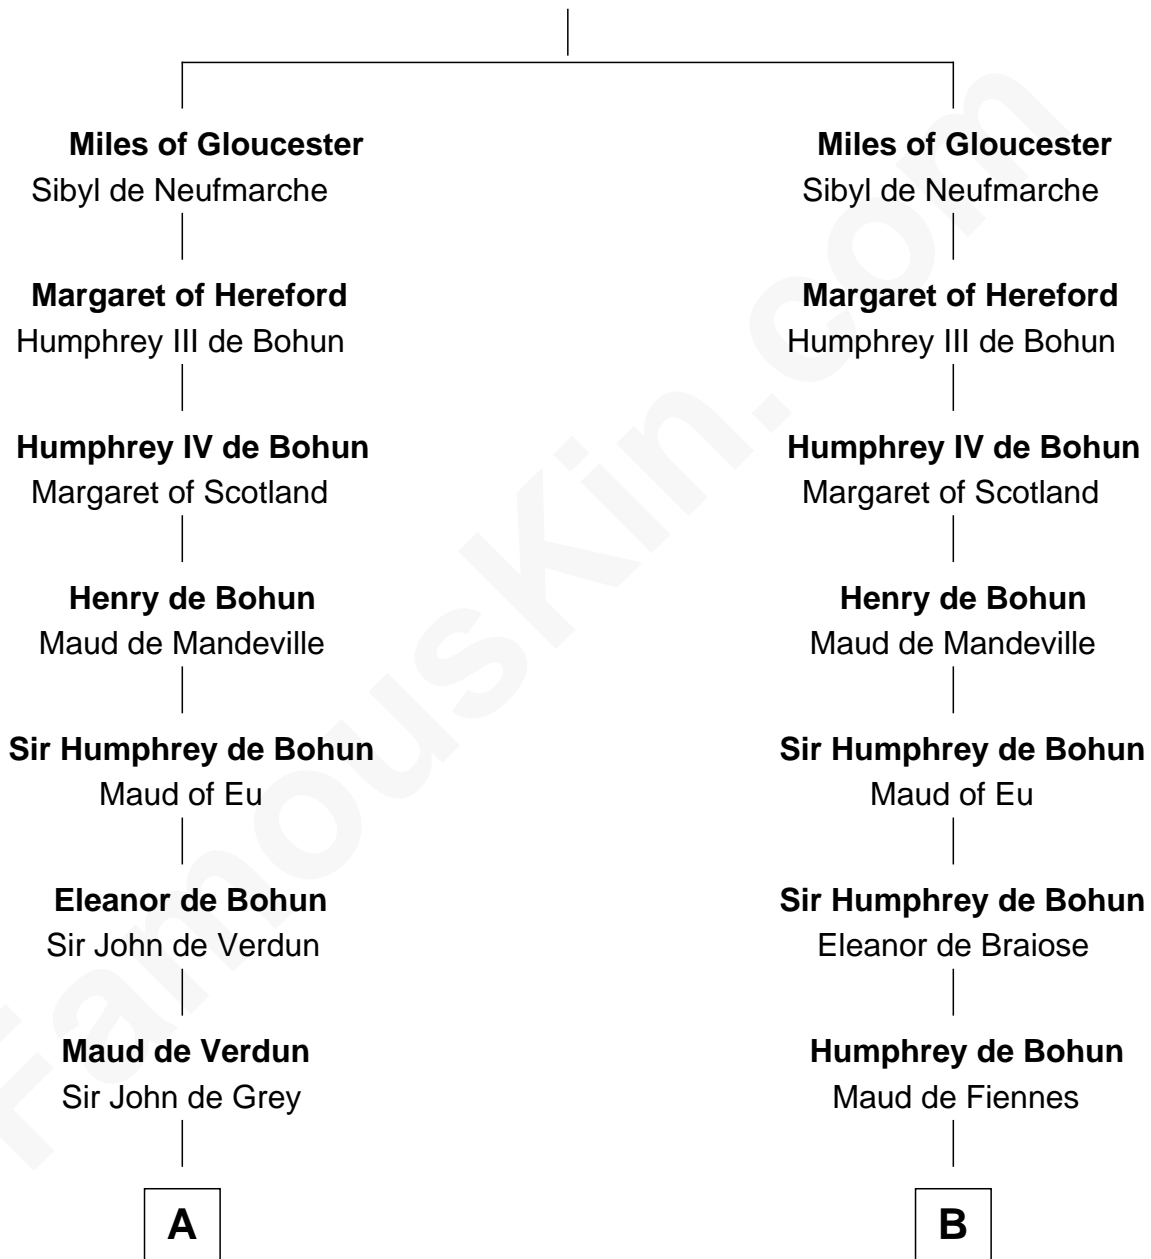 Miles of Gloucester
Sibyl de Neufmarche
Margaret of Hereford
Humphrey III de Bohun
Humphrey IV de Bohun
Margaret of Scotland
Henry de Bohun
Maud de Mandeville
Sir Humphrey de Bohun
Maud of Eu
Eleanor de Bohun
Sir John de Verdun
Maud de Verdun
Sir John de Grey
A
Miles of Gloucester
Sibyl de Neufmarche
Margaret of Hereford
Humphrey III de Bohun
Humphrey IV de Bohun
Margaret of Scotland
Henry de Bohun
Maud de Mandeville
Sir Humphrey de Bohun
Maud of Eu
Sir Humphrey de Bohun
Eleanor de Braiose
Humphrey de Bohun
Maud de Fiennes
B
FamousKin.com